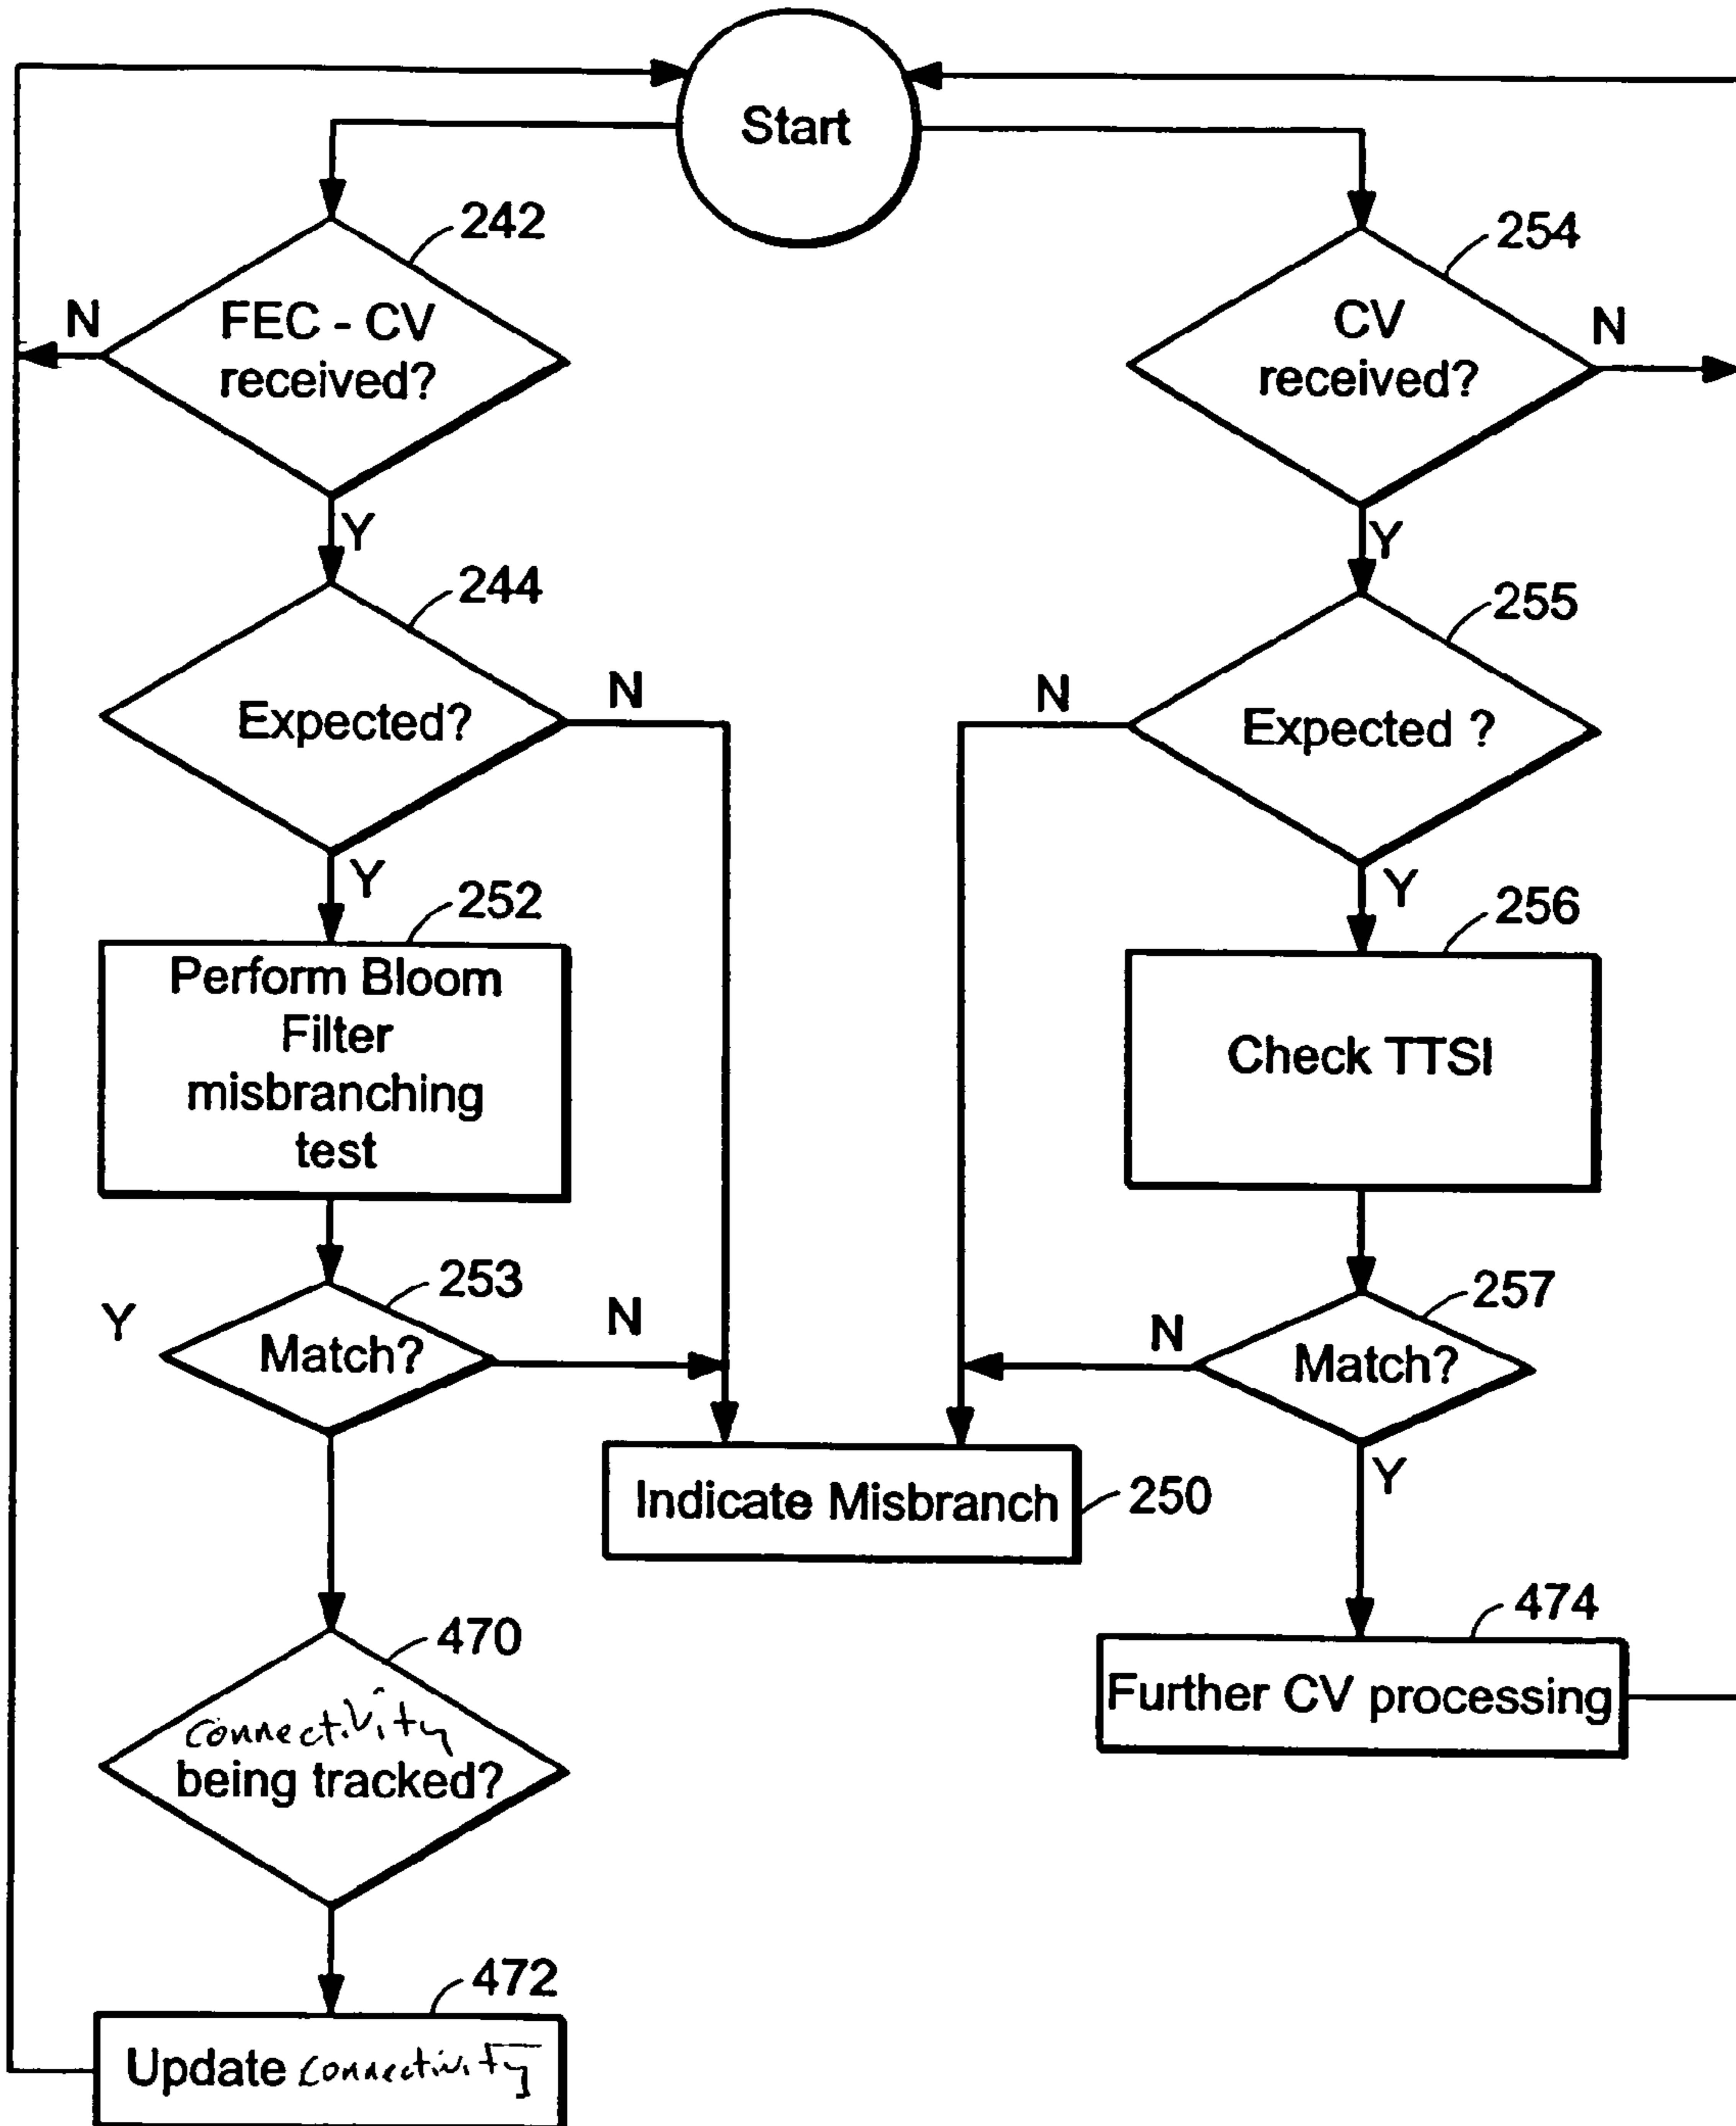 Start
242
FEC - CV
received?
N
Y
244
Expected?
N
Y
252
Perform Bloom
Filter
misbranching
test
253
Match?
Y
N
470
connectivity
being tracked?
472
Update connectivity
254
CV
received?
N
Y
255
Expected ?
N
Y
256
Check TTSI
257
Match?
N
Y
Indicate Misbranch
250
474
Further CV processing